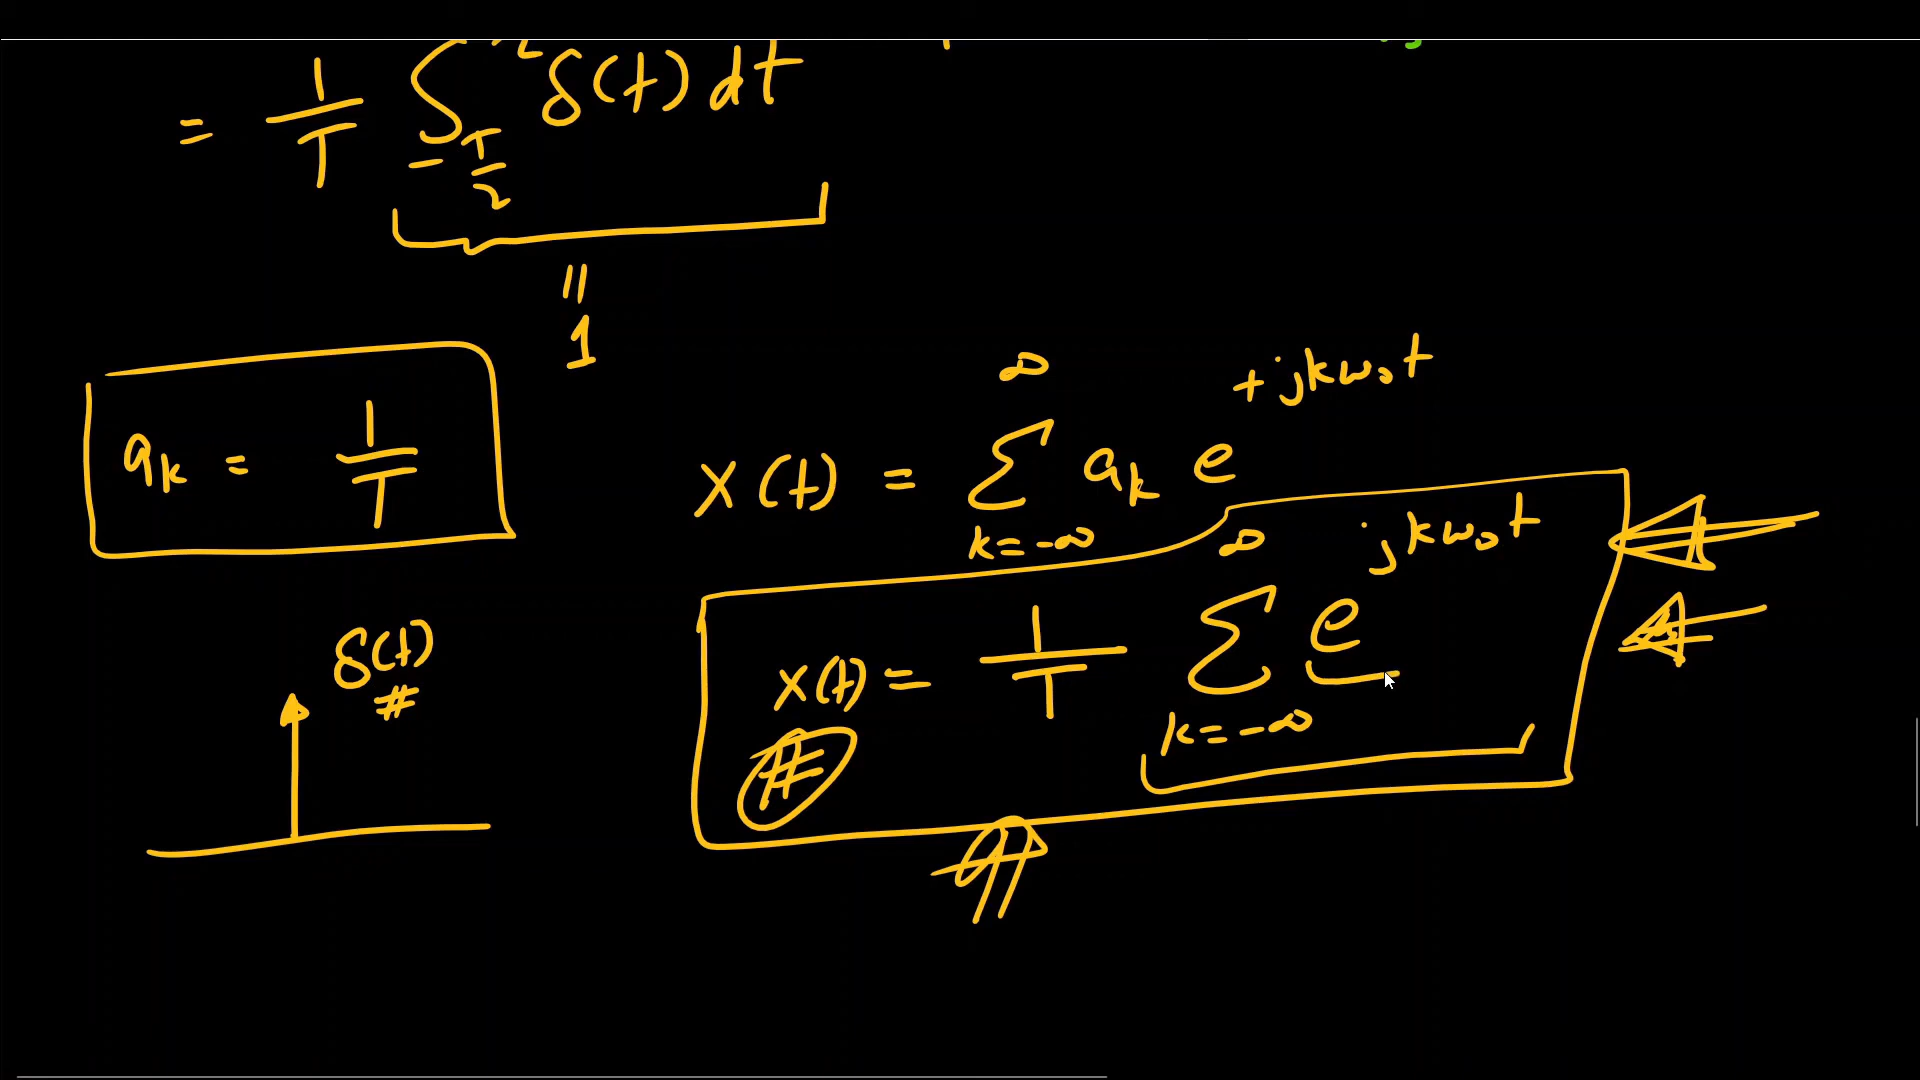 = 1/T ∫_{-T/2} δ(t) dt
= 1
a_k = 1/T
x(t) = Σ_{k=-∞}^{∞} a_k e^{+jkω₀t}
x(t) = 1/T Σ_{k=-∞}^{∞} e^{jkω₀t}
#
δ(t)
#